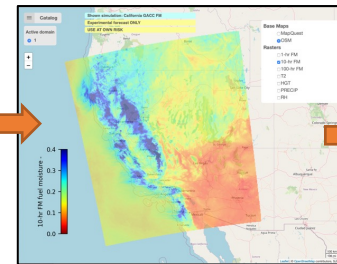 Catalog
Active domain
1
+
-
Shown simulation: California GACC FM
Experimental forecast ONLY
USE AT OWN RISK
Base Maps
MapQuest
OSM
Rasters
1-hr FM
10-hr FM
100-hr FM
T2
HGT
PRECIP
RH
10-hr FM fuel moisture -
0.4
0.3
0.2
0.1
0.0
Albuquerque